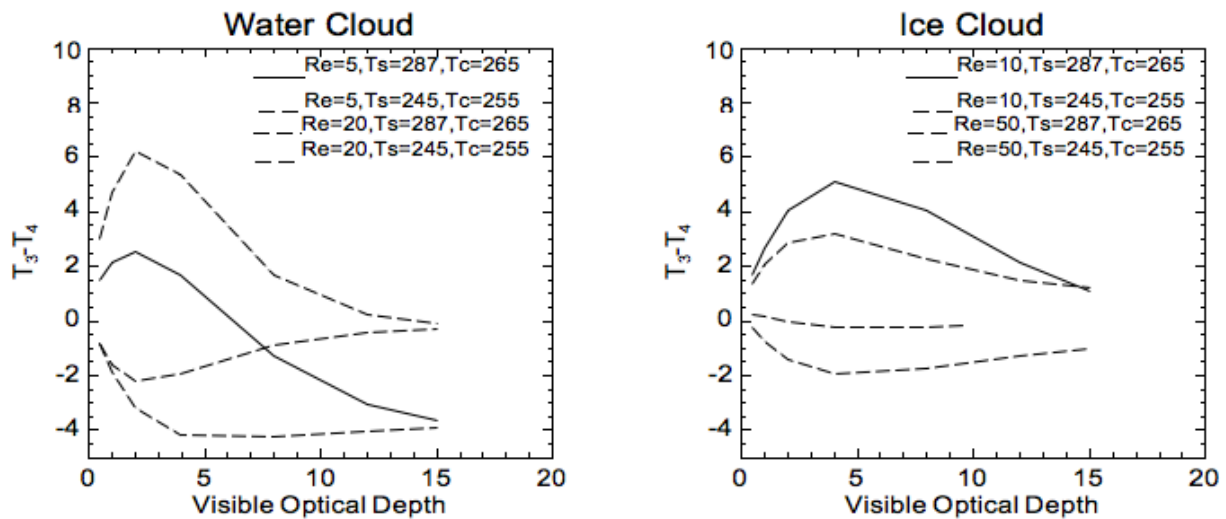 Water Cloud
10
8
6
4
2
0
-2
-4
T3-T4
Re=5,Ts=287,Tc=265
Re=5,Ts=245,Tc=255
Re=20,Ts=287,Tc=265
Re=20,Ts=245,Tc=255
0 5 10 15 20
Visible Optical Depth
Ice Cloud
10
8
6
4
2
0
-2
-4
T3-T4
Re=10,Ts=287,Tc=265
Re=10,Ts=245,Tc=255
Re=50,Ts=287,Tc=265
Re=50,Ts=245,Tc=255
0 5 10 15 20
Visible Optical Depth